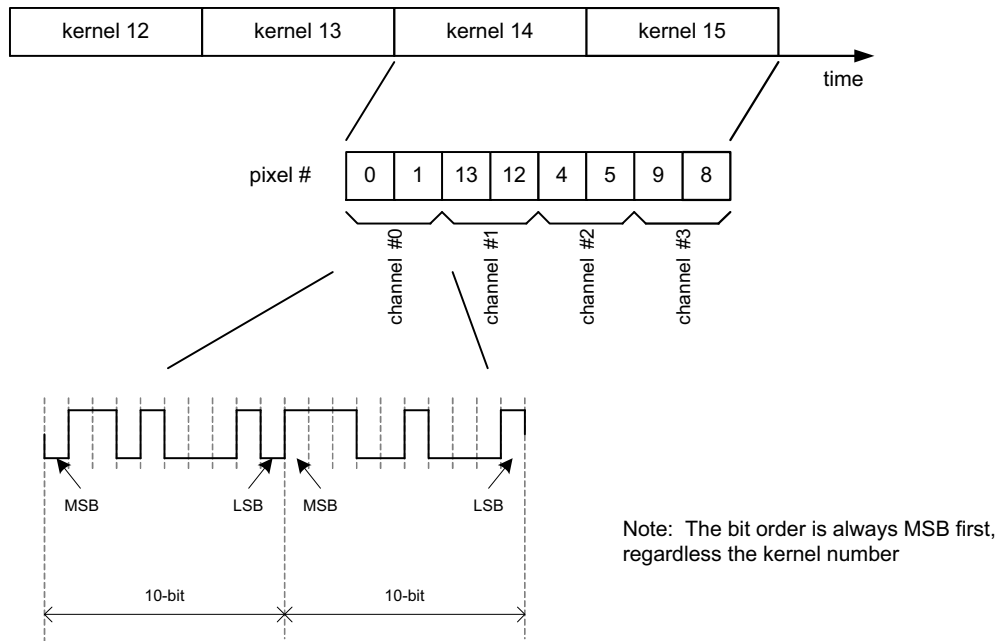 kernel 12 kernel 13 kernel 14 kernel 15
time
pixel # 0 1 13 12 4 5 9 8
channel #0 channel #1 channel #2 channel #3
MSB LSB MSB LSB
Note: The bit order is always MSB first,
regardless the kernel number
10-bit 10-bit